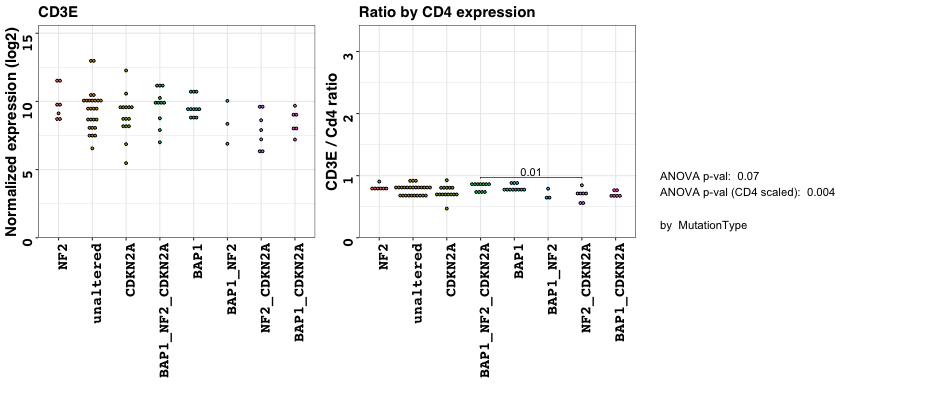 CD3E
Normalized expression (log2)
15
10
5
0
NF2
unaltered
CDKN2A
BAP1_NF2_CDKN2A
BAP1
BAP1_NF2
NF2_CDKN2A
BAP1_CDKN2A
Ratio by CD4 expression
CD3E / Cd4 ratio
3
2
1
0
0.01
NF2
unaltered
CDKN2A
BAP1_NF2_CDKN2A
BAP1
BAP1_NF2
NF2_CDKN2A
BAP1_CDKN2A
ANOVA p-val: 0.07
ANOVA p-val (CD4 scaled): 0.004
by MutationType